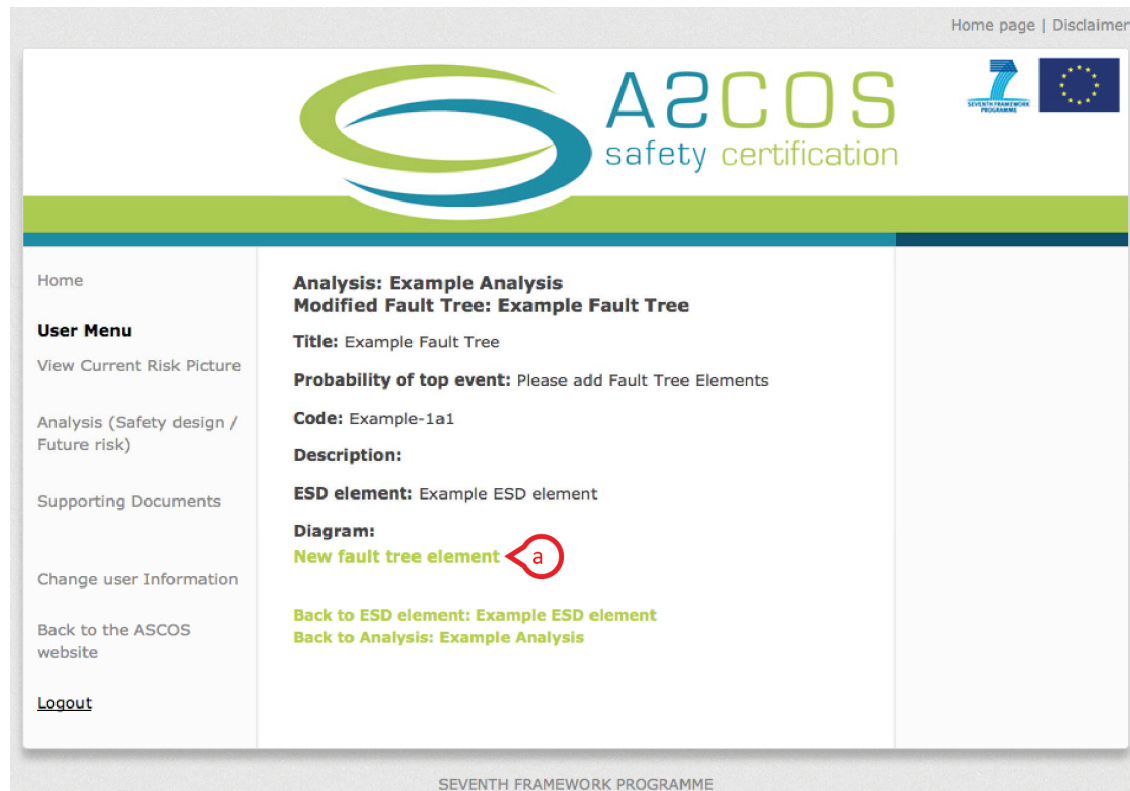 Home page | Disclaimer
ASCOS
safety certification
SEVENTH FRAMEWORK
PROGRAMME
Home
User Menu
View Current Risk Picture
Analysis (Safety design /
Future risk)
Supporting Documents
Change user Information
Back to the ASCOS
website
Logout
Analysis: Example Analysis
Modified Fault Tree: Example Fault Tree
Title: Example Fault Tree
Probability of top event: Please add Fault Tree Elements
Code: Example-1a1
Description:
ESD element: Example ESD element
Diagram:
New fault tree element
a
Back to ESD element: Example ESD element
Back to Analysis: Example Analysis
SEVENTH FRAMEWORK PROGRAMME